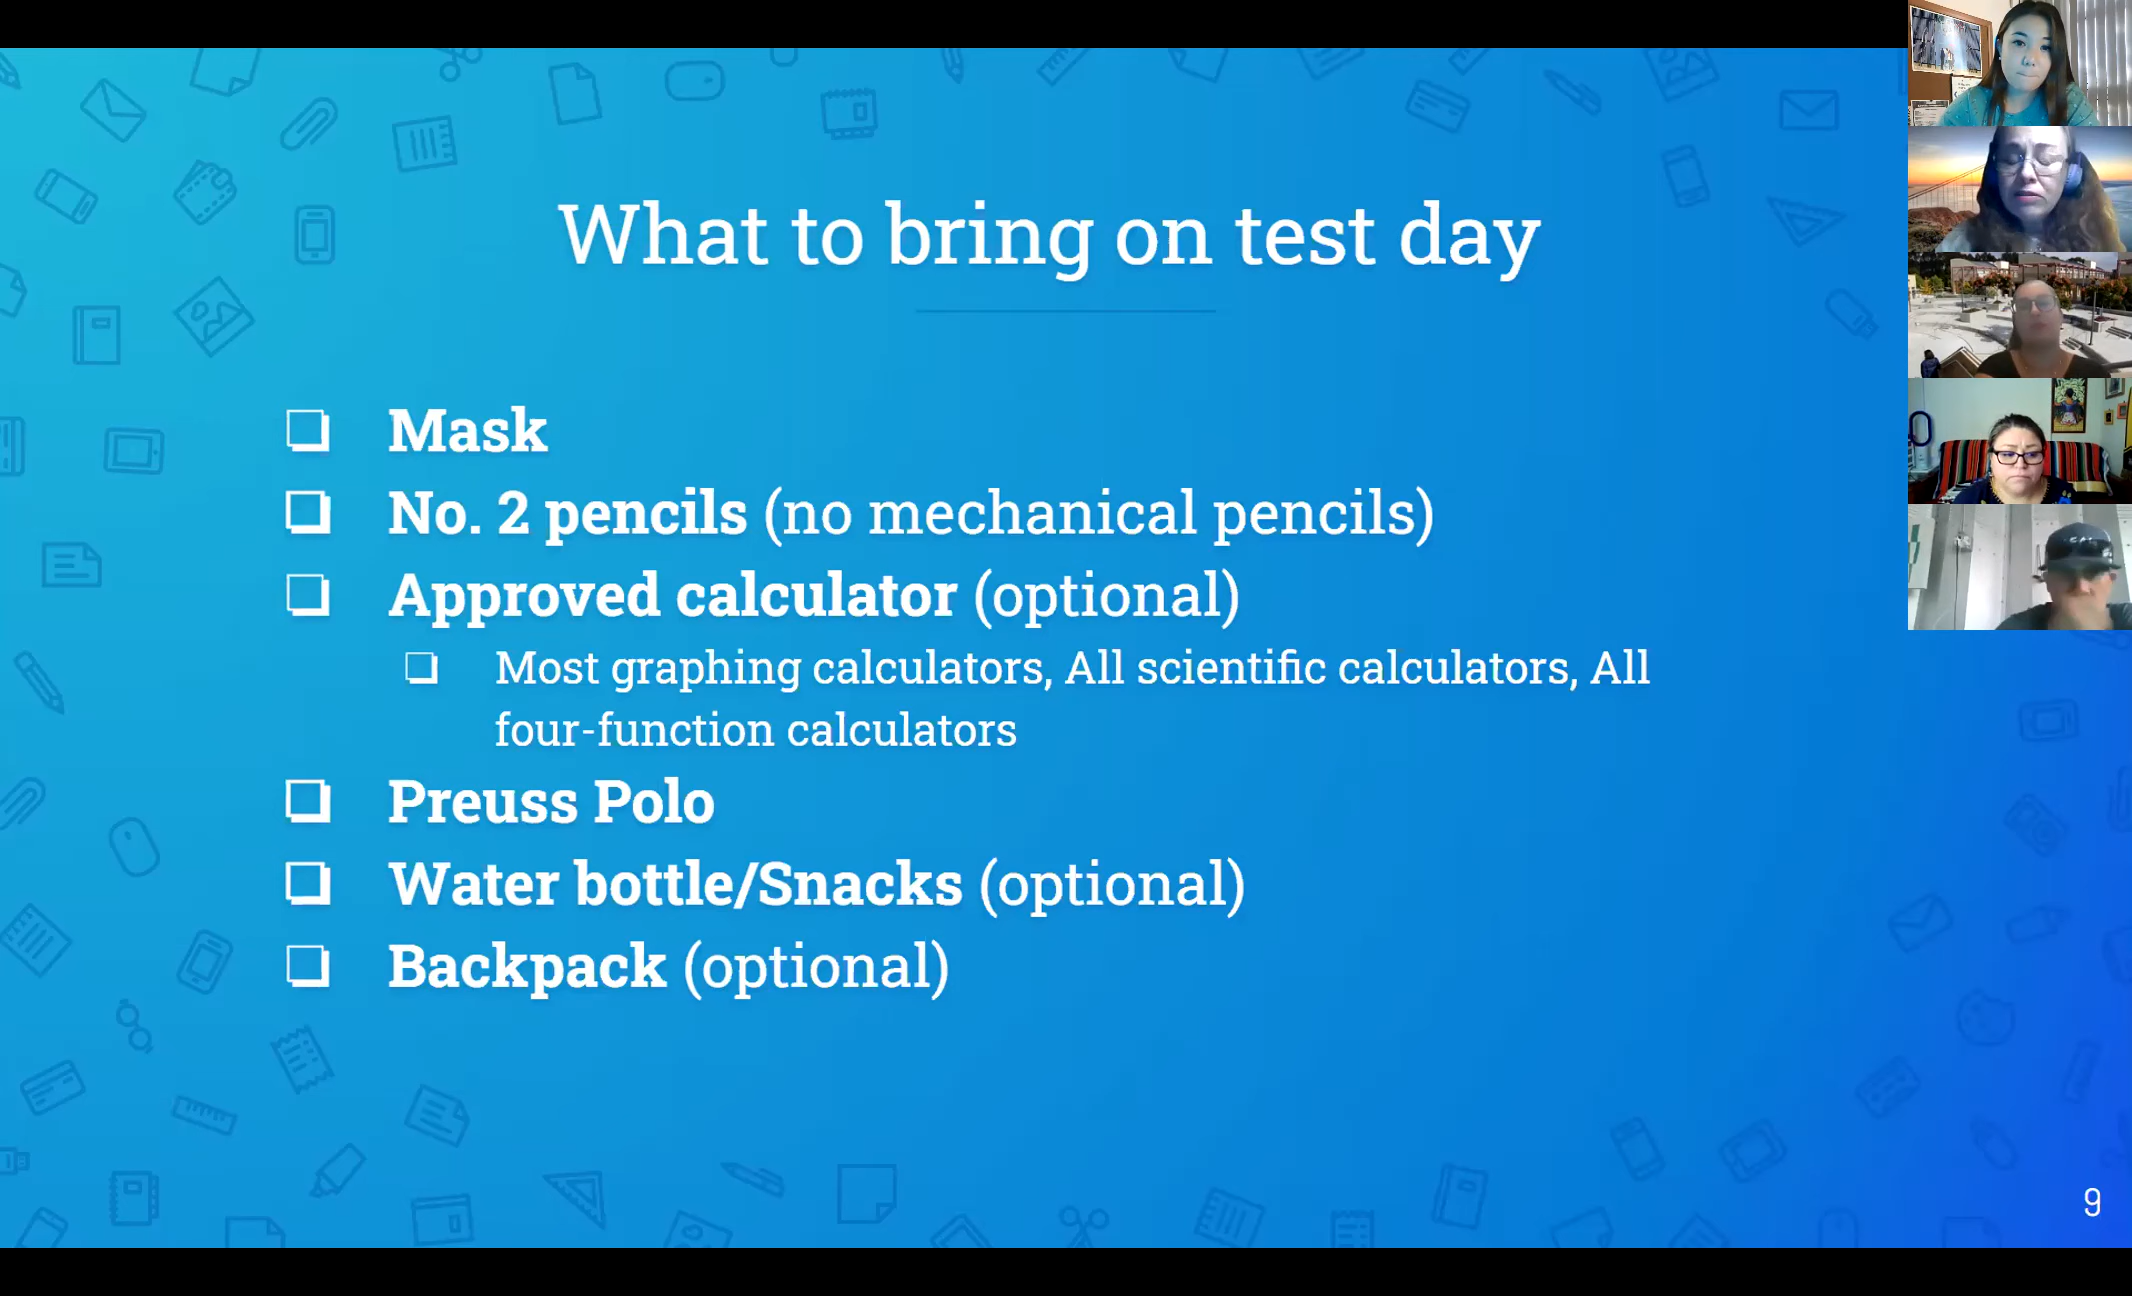 What to bring on test day
❏ Mask
❏ No. 2 pencils (no mechanical pencils)
❏ Approved calculator (optional)
❏ Most graphing calculators, All scientific calculators, All
four-function calculators
❏ Preuss Polo
❏ Water bottle/Snacks (optional)
❏ Backpack (optional)
9